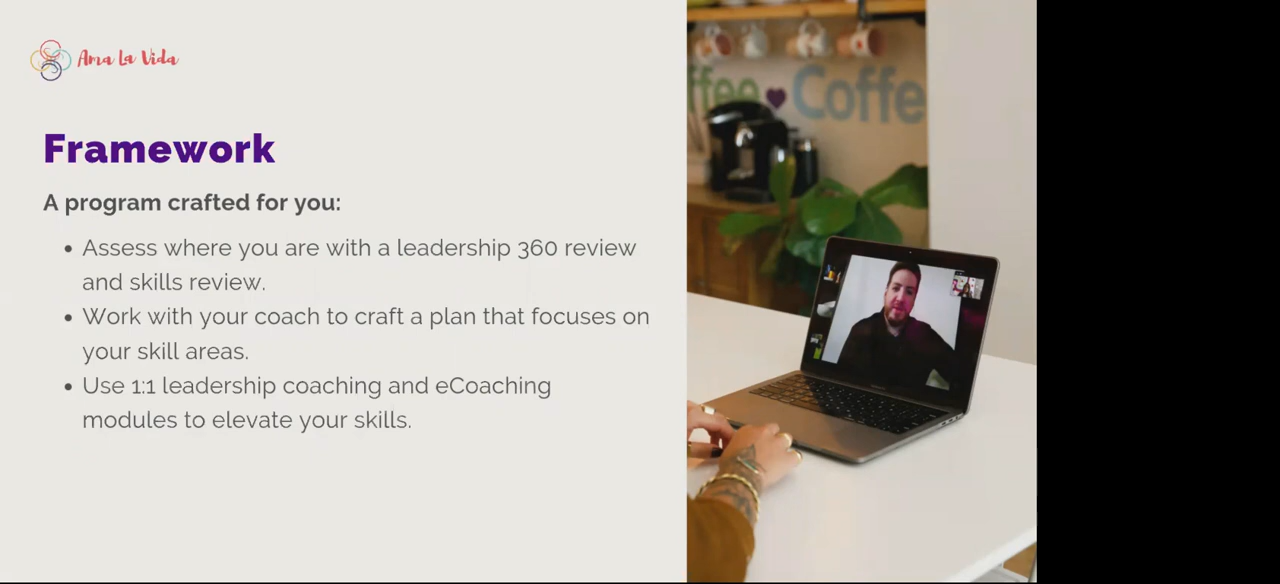 Ama La Vida
Framework
A program crafted for you:
• Assess where you are with a leadership 360 review
and skills review.
• Work with your coach to craft a plan that focuses on
your skill areas.
• Use 1:1 leadership coaching and eCoaching
modules to elevate your skills.
ffee Coffe